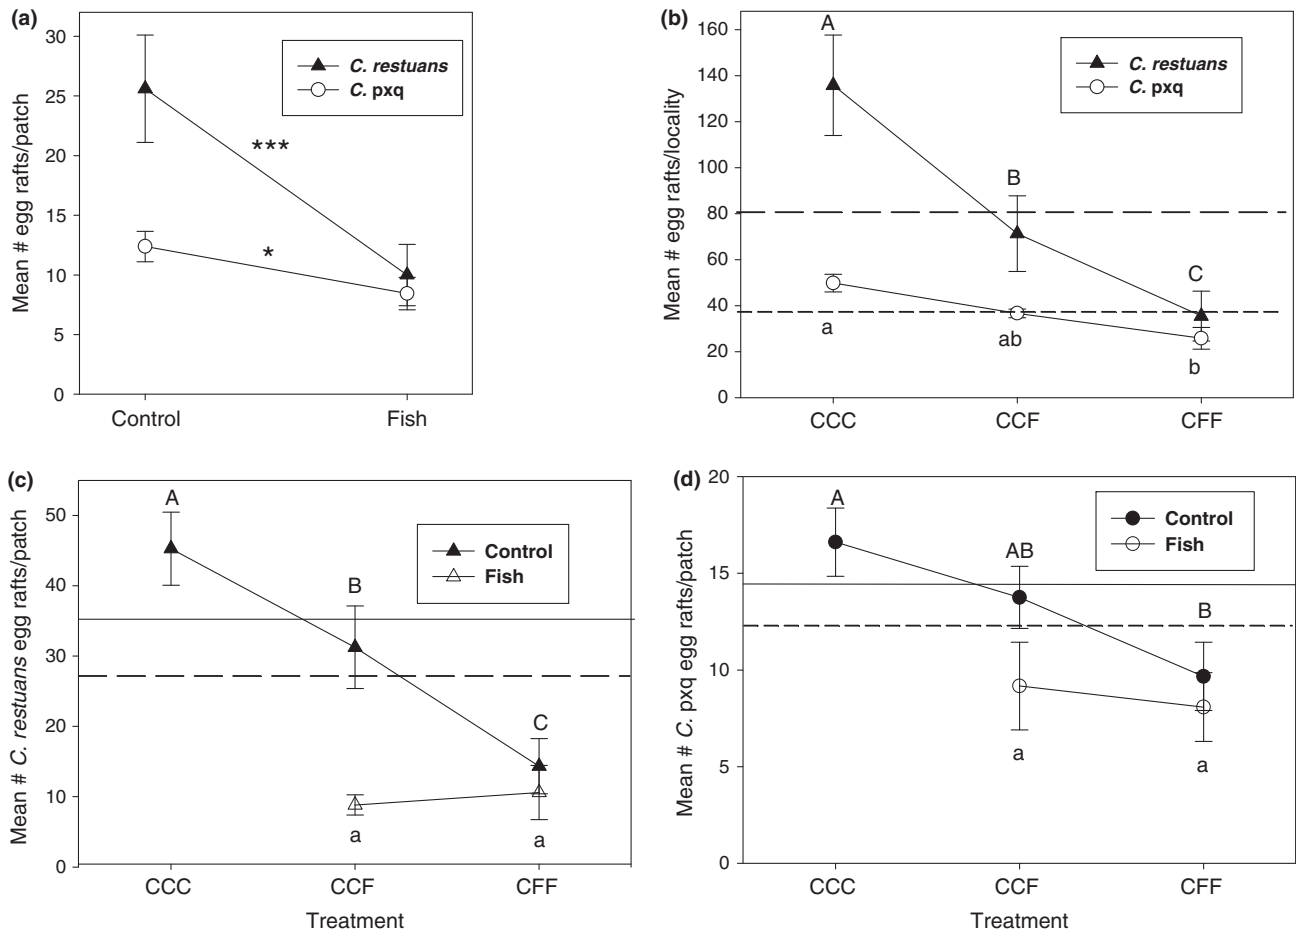 (a)
30
25
20
15
10
5
0
Mean # egg rafts/patch
C. restuans
C. pxq
***
*
Control Fish
(b)
160
140
120
100
80
60
40
20
0
Mean # egg rafts/locality
C. restuans
C. pxq
A
B
C
a
ab
b
CCC CCF CFF
(c)
50
40
30
20
10
0
Mean # C. restuans egg rafts/patch
Control
Fish
A
B
C
a
a
CCC CCF CFF
Treatment
(d)
20
15
10
5
0
Mean # C. pxq egg rafts/patch
Control
Fish
A
AB
B
a
a
CCC CCF CFF
Treatment